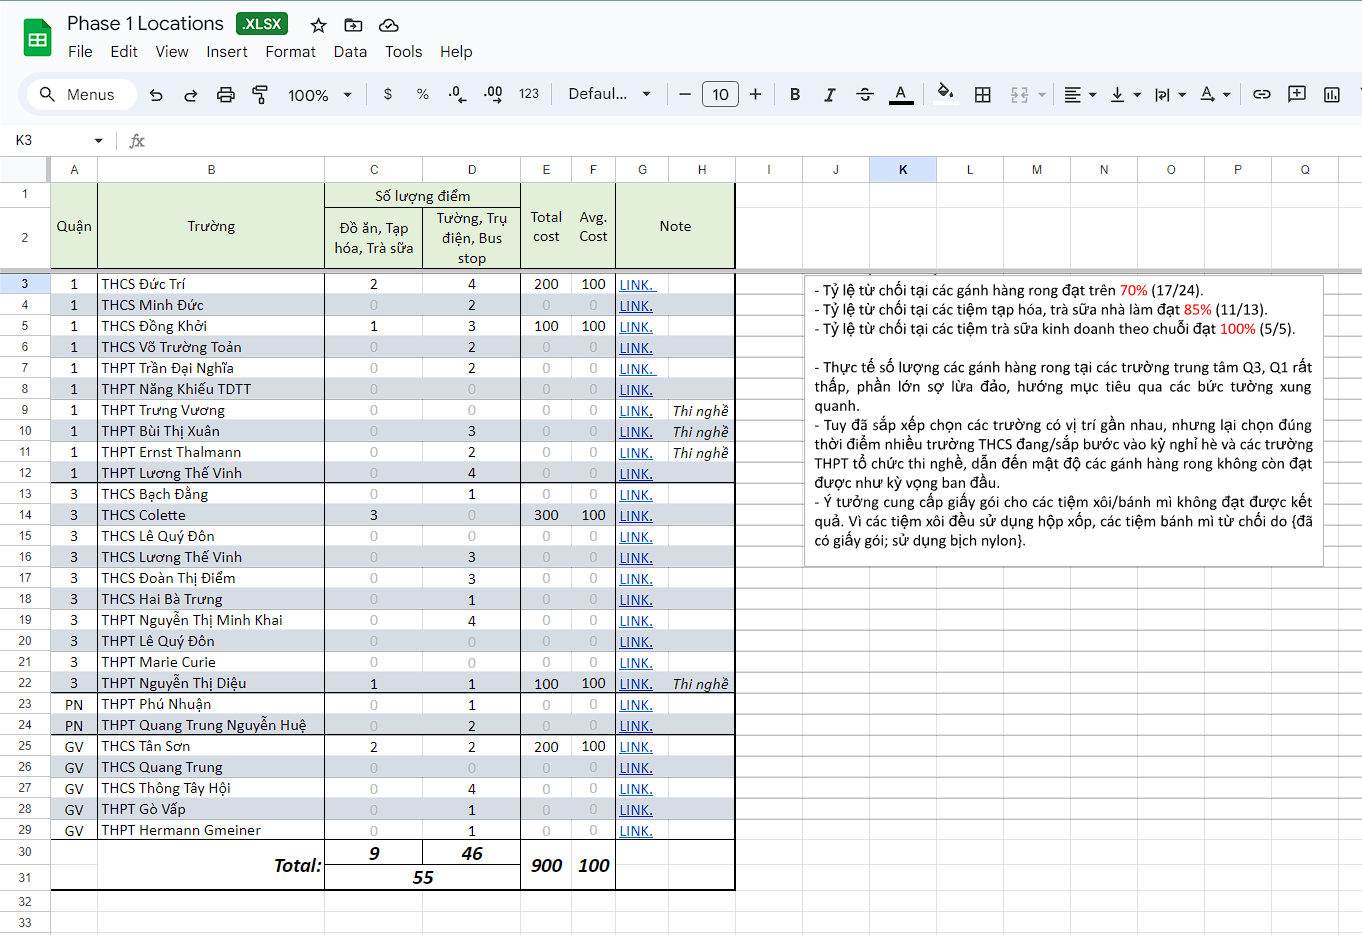 Phase 1 Locations .XLSX
File Edit View Insert Format Data Tools Help
Menus 100% $ % .0 .00 123 Defaul... 10 B I S A A
K3 fx
A B C D E F G H I J K L M N O P Q
1 Số lượng điểm
2 Quận Trường Đồ ăn, Tạp hóa, Trà sữa Tường, Trụ điện, Bus stop Total cost Avg. Cost Note
3 1 THCS Đức Trí 2 4 200 100 LINK.
4 1 THCS Minh Đức 0 2 0 0 LINK.
5 1 THCS Đồng Khởi 1 3 100 100 LINK.
6 1 THCS Võ Trường Toản 0 2 0 0 LINK.
7 1 THPT Trần Đại Nghĩa 0 2 0 0 LINK.
8 1 THPT Năng Khiếu TDTT 0 0 0 0 LINK.
9 1 THPT Trưng Vương 0 0 0 0 LINK. Thi nghề
10 1 THPT Bùi Thị Xuân 0 3 0 0 LINK. Thi nghề
11 1 THPT Ernst Thalmann 0 2 0 0 LINK. Thi nghề
12 1 THPT Lương Thế Vinh 0 4 0 0 LINK.
13 3 THCS Bạch Đằng 0 1 0 0 LINK.
14 3 THCS Colette 3 0 300 100 LINK.
15 3 THCS Lê Quý Đôn 0 0 0 0 LINK.
16 3 THCS Lương Thế Vinh 0 3 0 0 LINK.
17 3 THCS Đoàn Thị Điểm 0 3 0 0 LINK.
18 3 THCS Hai Bà Trưng 0 1 0 0 LINK.
19 3 THPT Nguyễn Thị Minh Khai 0 4 0 0 LINK.
20 3 THPT Lê Quý Đôn 0 0 0 0 LINK.
21 3 THPT Marie Curie 0 0 0 0 LINK.
22 3 THPT Nguyễn Thị Diệu 1 1 100 100 LINK. Thi nghề
23 PN THPT Phú Nhuận 0 1 0 0 LINK.
24 PN THPT Quang Trung Nguyễn Huệ 0 2 0 0 LINK.
25 GV THCS Tân Sơn 2 2 200 100 LINK.
26 GV THCS Quang Trung 0 0 0 0 LINK.
27 GV THCS Thông Tây Hội 0 4 0 0 LINK.
28 GV THPT Gò Vấp 0 1 0 0 LINK.
29 GV THPT Hermann Gmeiner 0 1 0 0 LINK.
30 Total: 9 46 900 100
31 55
32
33
- Tỷ lệ từ chối tại các gánh hàng rong đạt trên 70% (17/24).
- Tỷ lệ từ chối tại các tiệm tạp hóa, trà sữa nhà làm đạt 85% (11/13).
- Tỷ lệ từ chối tại các tiệm trà sữa kinh doanh theo chuỗi đạt 100% (5/5).
- Thực tế số lượng các gánh hàng rong tại các trường trung tâm Q3, Q1 rất
thấp, phần lớn sợ lừa đảo, hướng mục tiêu qua các bức tường xung
quanh.
- Tuy đã sắp xếp chọn các trường có vị trí gần nhau, nhưng lại chọn đúng
thời điểm nhiều trường THCS đang/sắp bước vào kỳ nghỉ hè và các trường
THPT tổ chức thi nghề, dẫn đến mật độ các gánh hàng rong không còn đạt
được như kỳ vọng ban đầu.
- Ý tưởng cung cấp giấy gói cho các tiệm xôi/bánh mì không đạt được kết
quả. Vì các tiệm xôi đều sử dụng hộp xốp, các tiệm bánh mì từ chối do {đã
có giấy gói; sử dụng bịch nylon}.